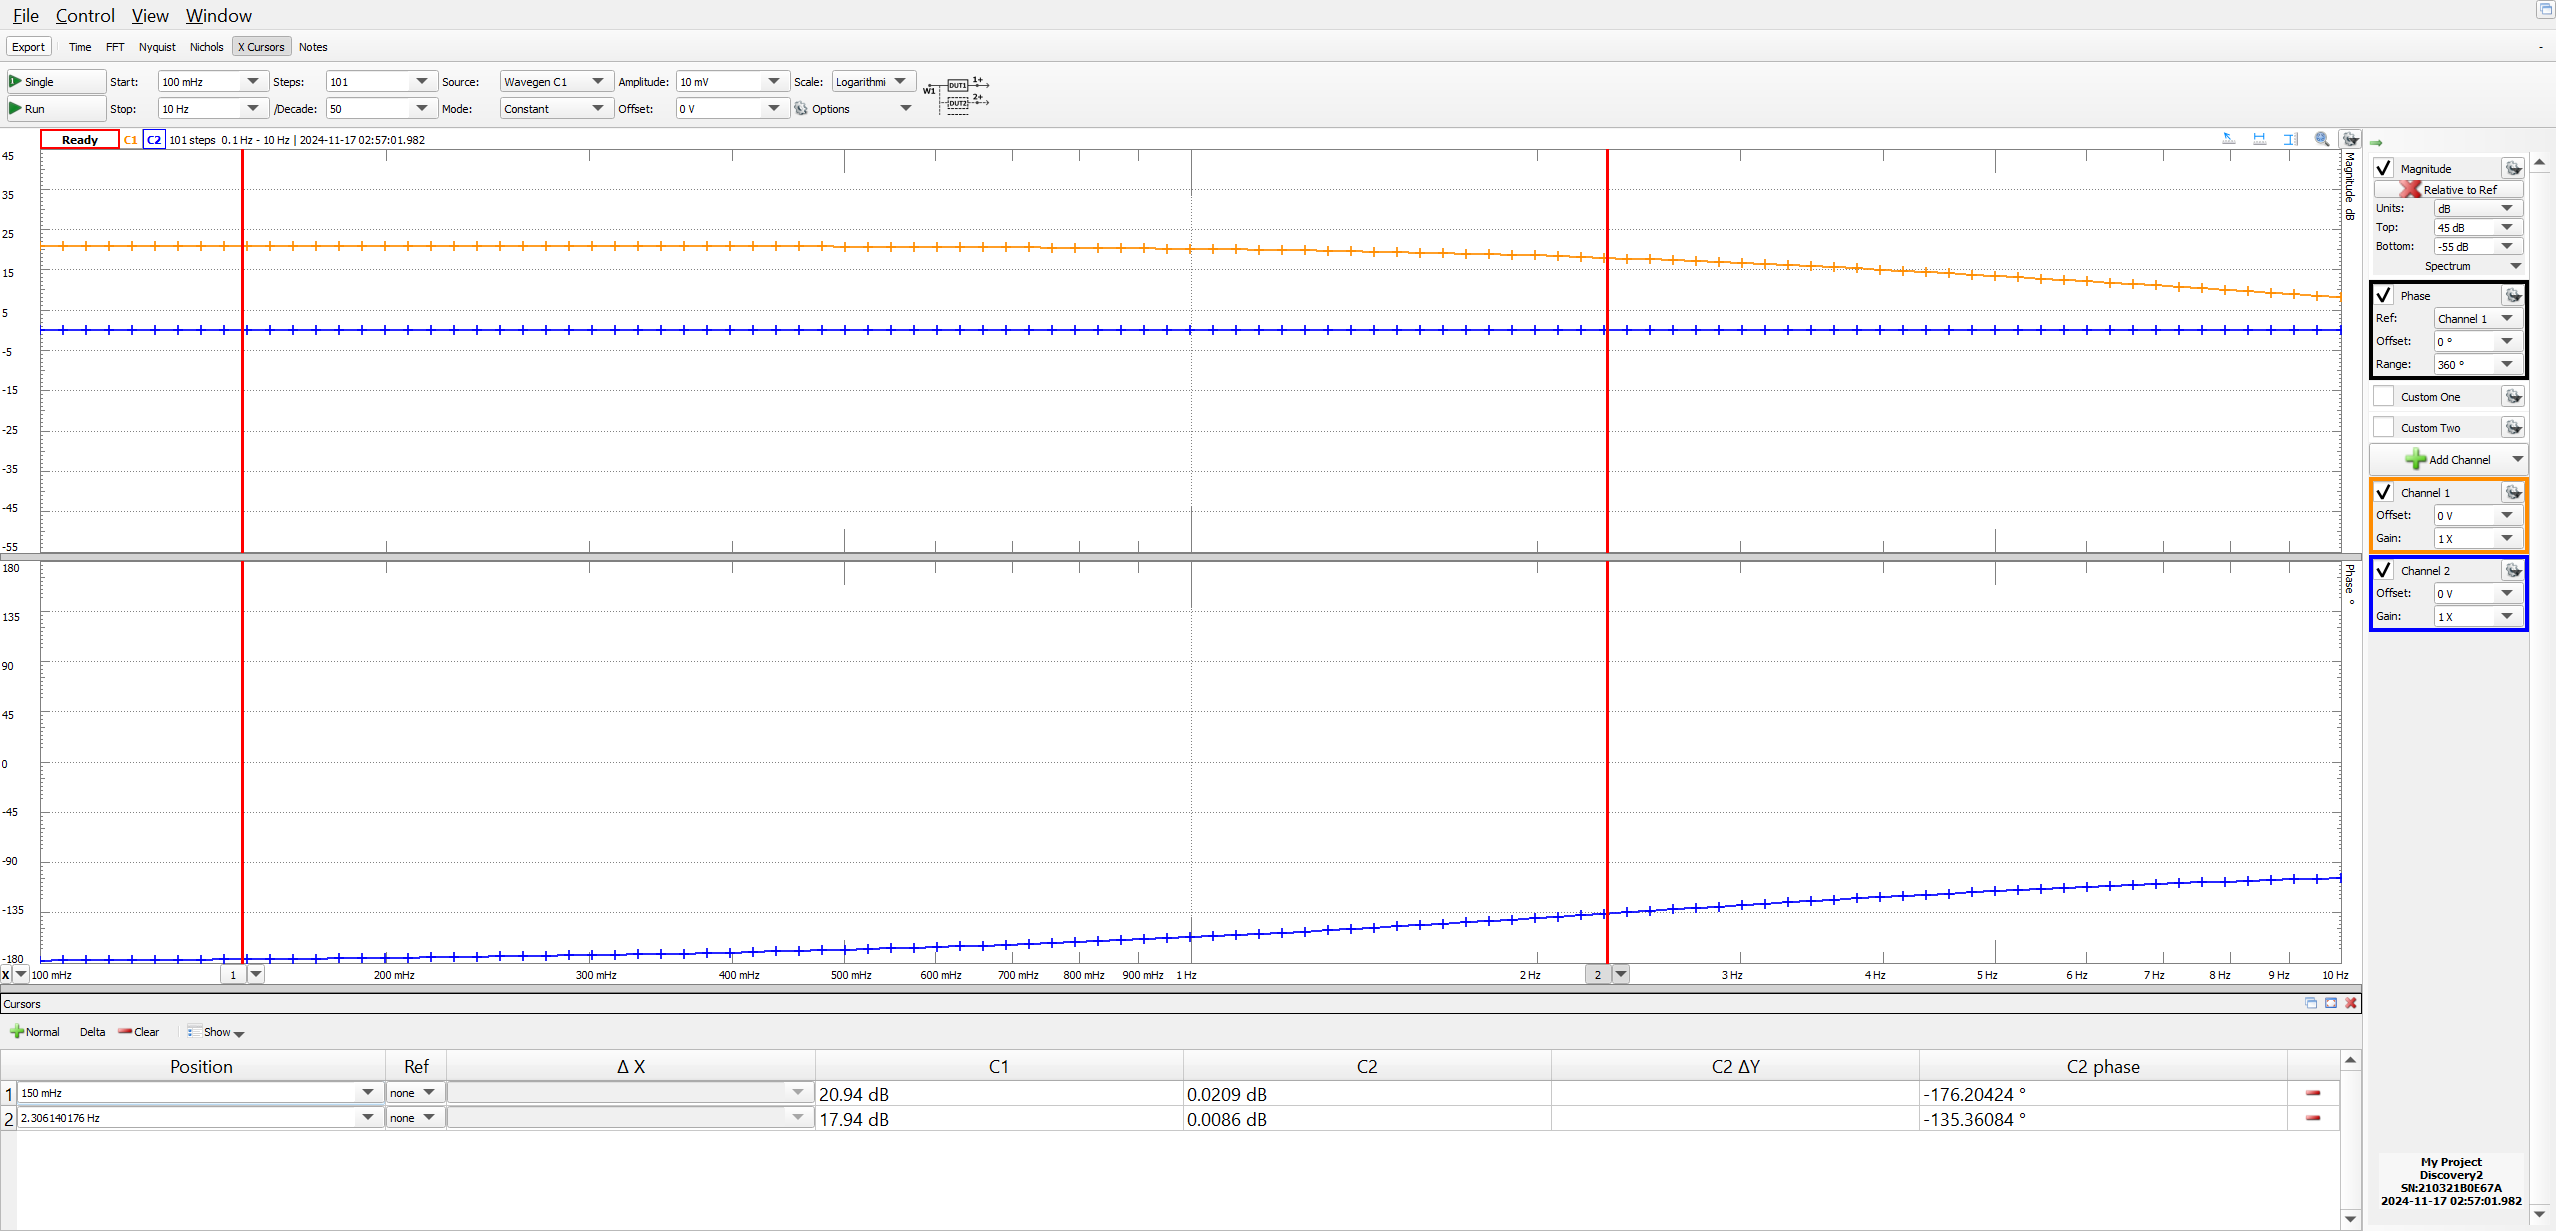 File Control View Window
Export Time FFT Nyquist Nichols X Cursors Notes
Single Start: 100 mHz Steps: 101 Source: Wavegen C1 Amplitude: 10 mV Scale: Logarithmi
Run Stop: 10 Hz /Decade: 50 Mode: Constant Offset: 0 V Options
W1 DUT1 1+
DUT2 2+
Ready C1 C2 101 steps 0.1 Hz - 10 Hz | 2024-11-17 02:57:01.982
45
35
25
15
5
-5
-15
-25
-35
-45
-55
Magnitude dB
180
135
90
45
0
-45
-90
-135
-180
Phase °
X 100 mHz 1 200 mHz 300 mHz 400 mHz 500 mHz 600 mHz 700 mHz 800 mHz 900 mHz 1 Hz 2 Hz 2 3 Hz 4 Hz 5 Hz 6 Hz 7 Hz 8 Hz 9 Hz 10 Hz
Magnitude
Relative to Ref
Units: dB
Top: 45 dB
Bottom: -55 dB
Spectrum
Phase
Ref: Channel 1
Offset: 0 °
Range: 360 °
Custom One
Custom Two
Add Channel
Channel 1
Offset: 0 V
Gain: 1 X
Channel 2
Offset: 0 V
Gain: 1 X
Cursors
Normal Delta Clear Show
Position Ref Δ X C1 C2 C2 ΔY C2 phase
1 150 mHz none 20.94 dB 0.0209 dB -176.20424 °
2 2.306140176 Hz none 17.94 dB 0.0086 dB -135.36084 °
My Project
Discovery2
SN:210321B0E67A
2024-11-17 02:57:01.982